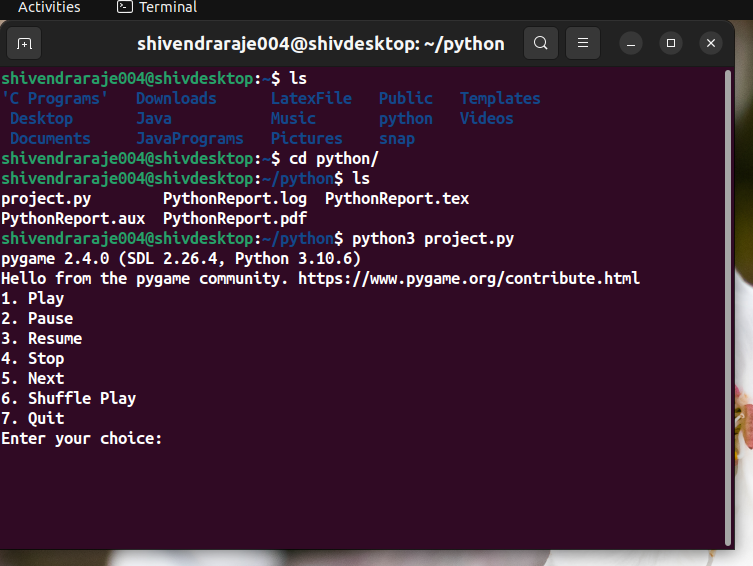 Activities Terminal
shivendraraje004@shivdesktop: ~/python
shivendraraje004@shivdesktop:~$ ls
'C Programs' Downloads LatexFile Public Templates
Desktop Java Music python Videos
Documents JavaPrograms Pictures snap
shivendraraje004@shivdesktop:~$ cd python/
shivendraraje004@shivdesktop:~/python$ ls
project.py PythonReport.log PythonReport.tex
PythonReport.aux PythonReport.pdf
shivendraraje004@shivdesktop:~/python$ python3 project.py
pygame 2.4.0 (SDL 2.26.4, Python 3.10.6)
Hello from the pygame community. https://www.pygame.org/contribute.html
1. Play
2. Pause
3. Resume
4. Stop
5. Next
6. Shuffle Play
7. Quit
Enter your choice: